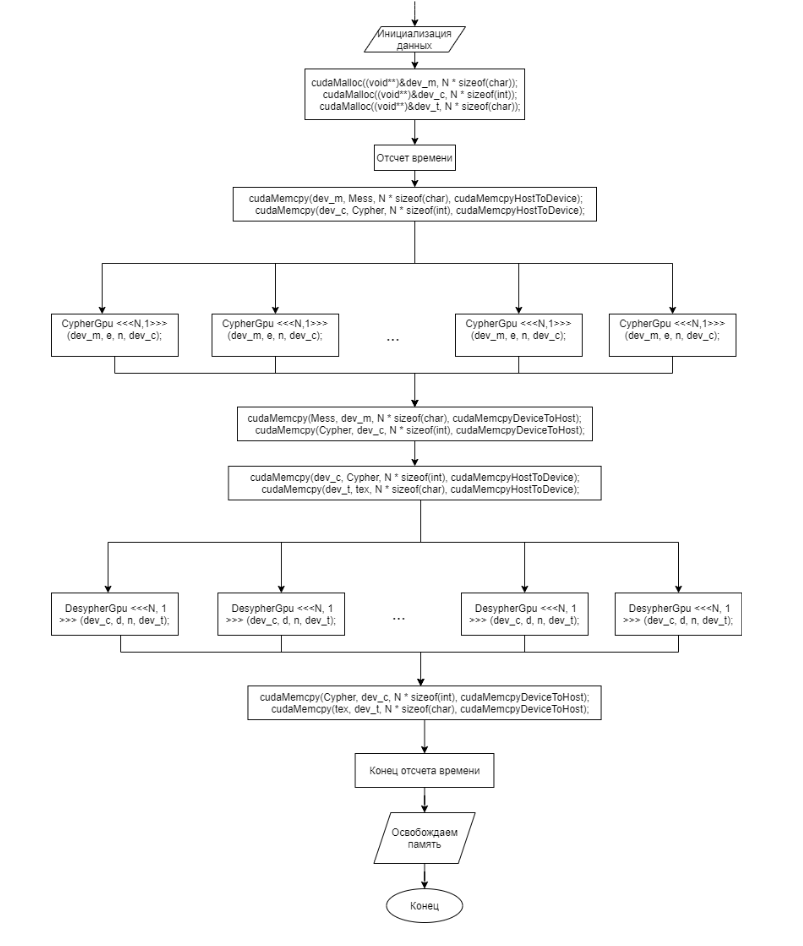 Инициализация
данных
cudaMalloc((void**)&dev_m, N * sizeof(char));
cudaMalloc((void**)&dev_c, N * sizeof(int));
cudaMalloc((void**)&dev_t, N * sizeof(char));
Отсчет времени
cudaMemcpy(dev_m, Mess, N * sizeof(char), cudaMemcpyHostToDevice);
cudaMemcpy(dev_c, Cypher, N * sizeof(int), cudaMemcpyHostToDevice);
CypherGpu <<<N,1>>>
(dev_m, e, n, dev_c);
CypherGpu <<<N,1>>>
(dev_m, e, n, dev_c);
...
CypherGpu <<<N,1>>>
(dev_m, e, n, dev_c);
CypherGpu <<<N,1>>>
(dev_m, e, n, dev_c);
cudaMemcpy(Mess, dev_m, N * sizeof(char), cudaMemcpyDeviceToHost);
cudaMemcpy(Cypher, dev_c, N * sizeof(int), cudaMemcpyDeviceToHost);
cudaMemcpy(dev_c, Cypher, N * sizeof(int), cudaMemcpyHostToDevice);
cudaMemcpy(dev_t, tex, N * sizeof(char), cudaMemcpyHostToDevice);
DesypherGpu <<<N, 1
>>> (dev_c, d, n, dev_t);
DesypherGpu <<<N, 1
>>> (dev_c, d, n, dev_t);
...
DesypherGpu <<<N, 1
>>> (dev_c, d, n, dev_t);
DesypherGpu <<<N, 1
>>> (dev_c, d, n, dev_t);
cudaMemcpy(Cypher, dev_c, N * sizeof(int), cudaMemcpyDeviceToHost);
cudaMemcpy(tex, dev_t, N * sizeof(char), cudaMemcpyDeviceToHost);
Конец отсчета времени
Освобождаем
память
Конец